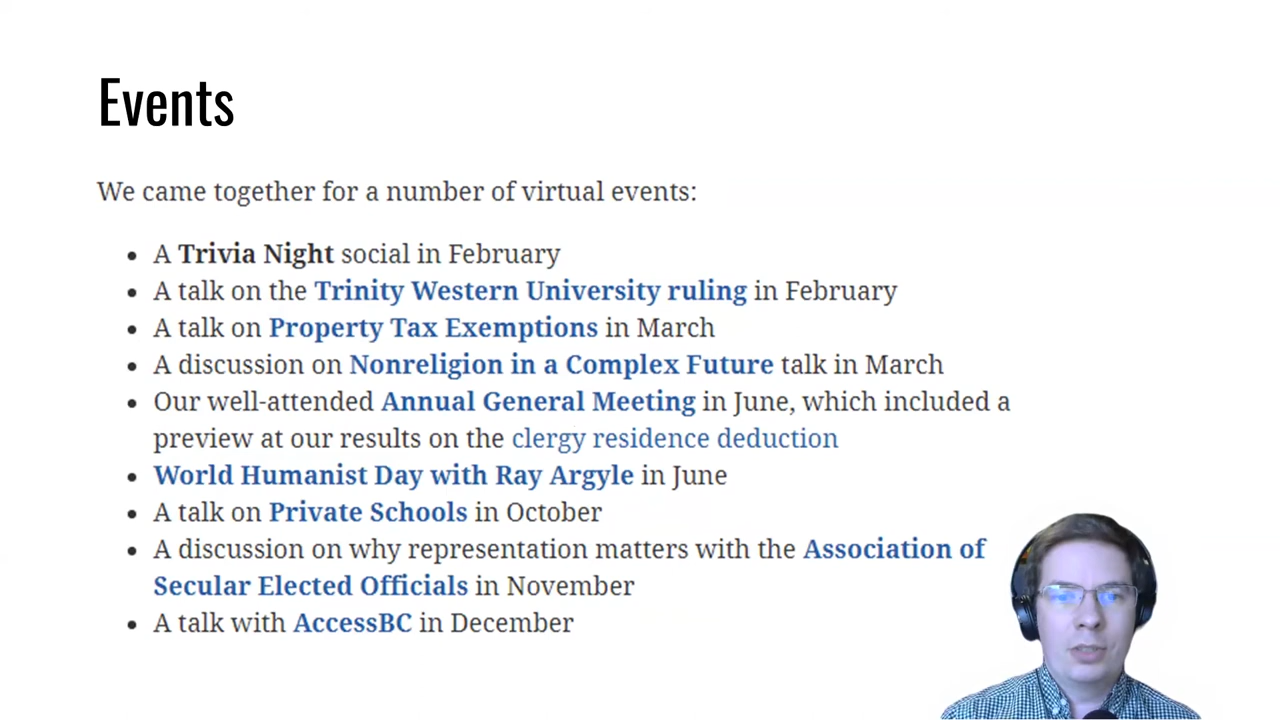 Events
We came together for a number of virtual events:
• A Trivia Night social in February
• A talk on the Trinity Western University ruling in February
• A talk on Property Tax Exemptions in March
• A discussion on Nonreligion in a Complex Future talk in March
• Our well-attended Annual General Meeting in June, which included a
preview at our results on the clergy residence deduction
• World Humanist Day with Ray Argyle in June
• A talk on Private Schools in October
• A discussion on why representation matters with the Association of
Secular Elected Officials in November
• A talk with AccessBC in December